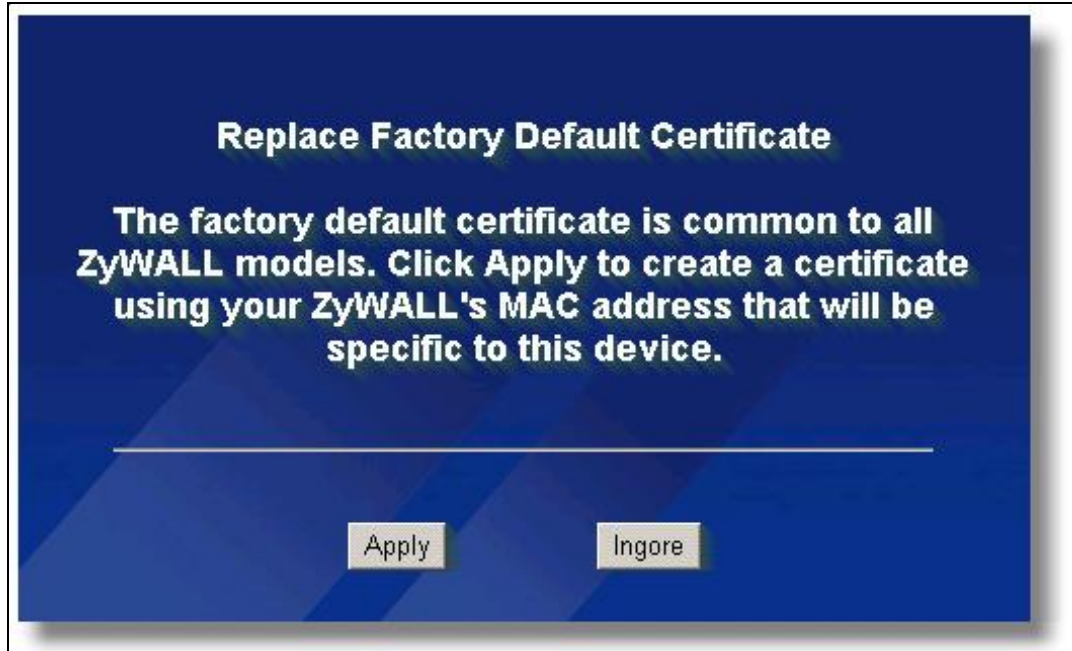 Replace Factory Default Certificate
The factory default certificate is common to all
ZyWALL models. Click Apply to create a certificate
using your ZyWALL's MAC address that will be
specific to this device.
Apply
Ingore